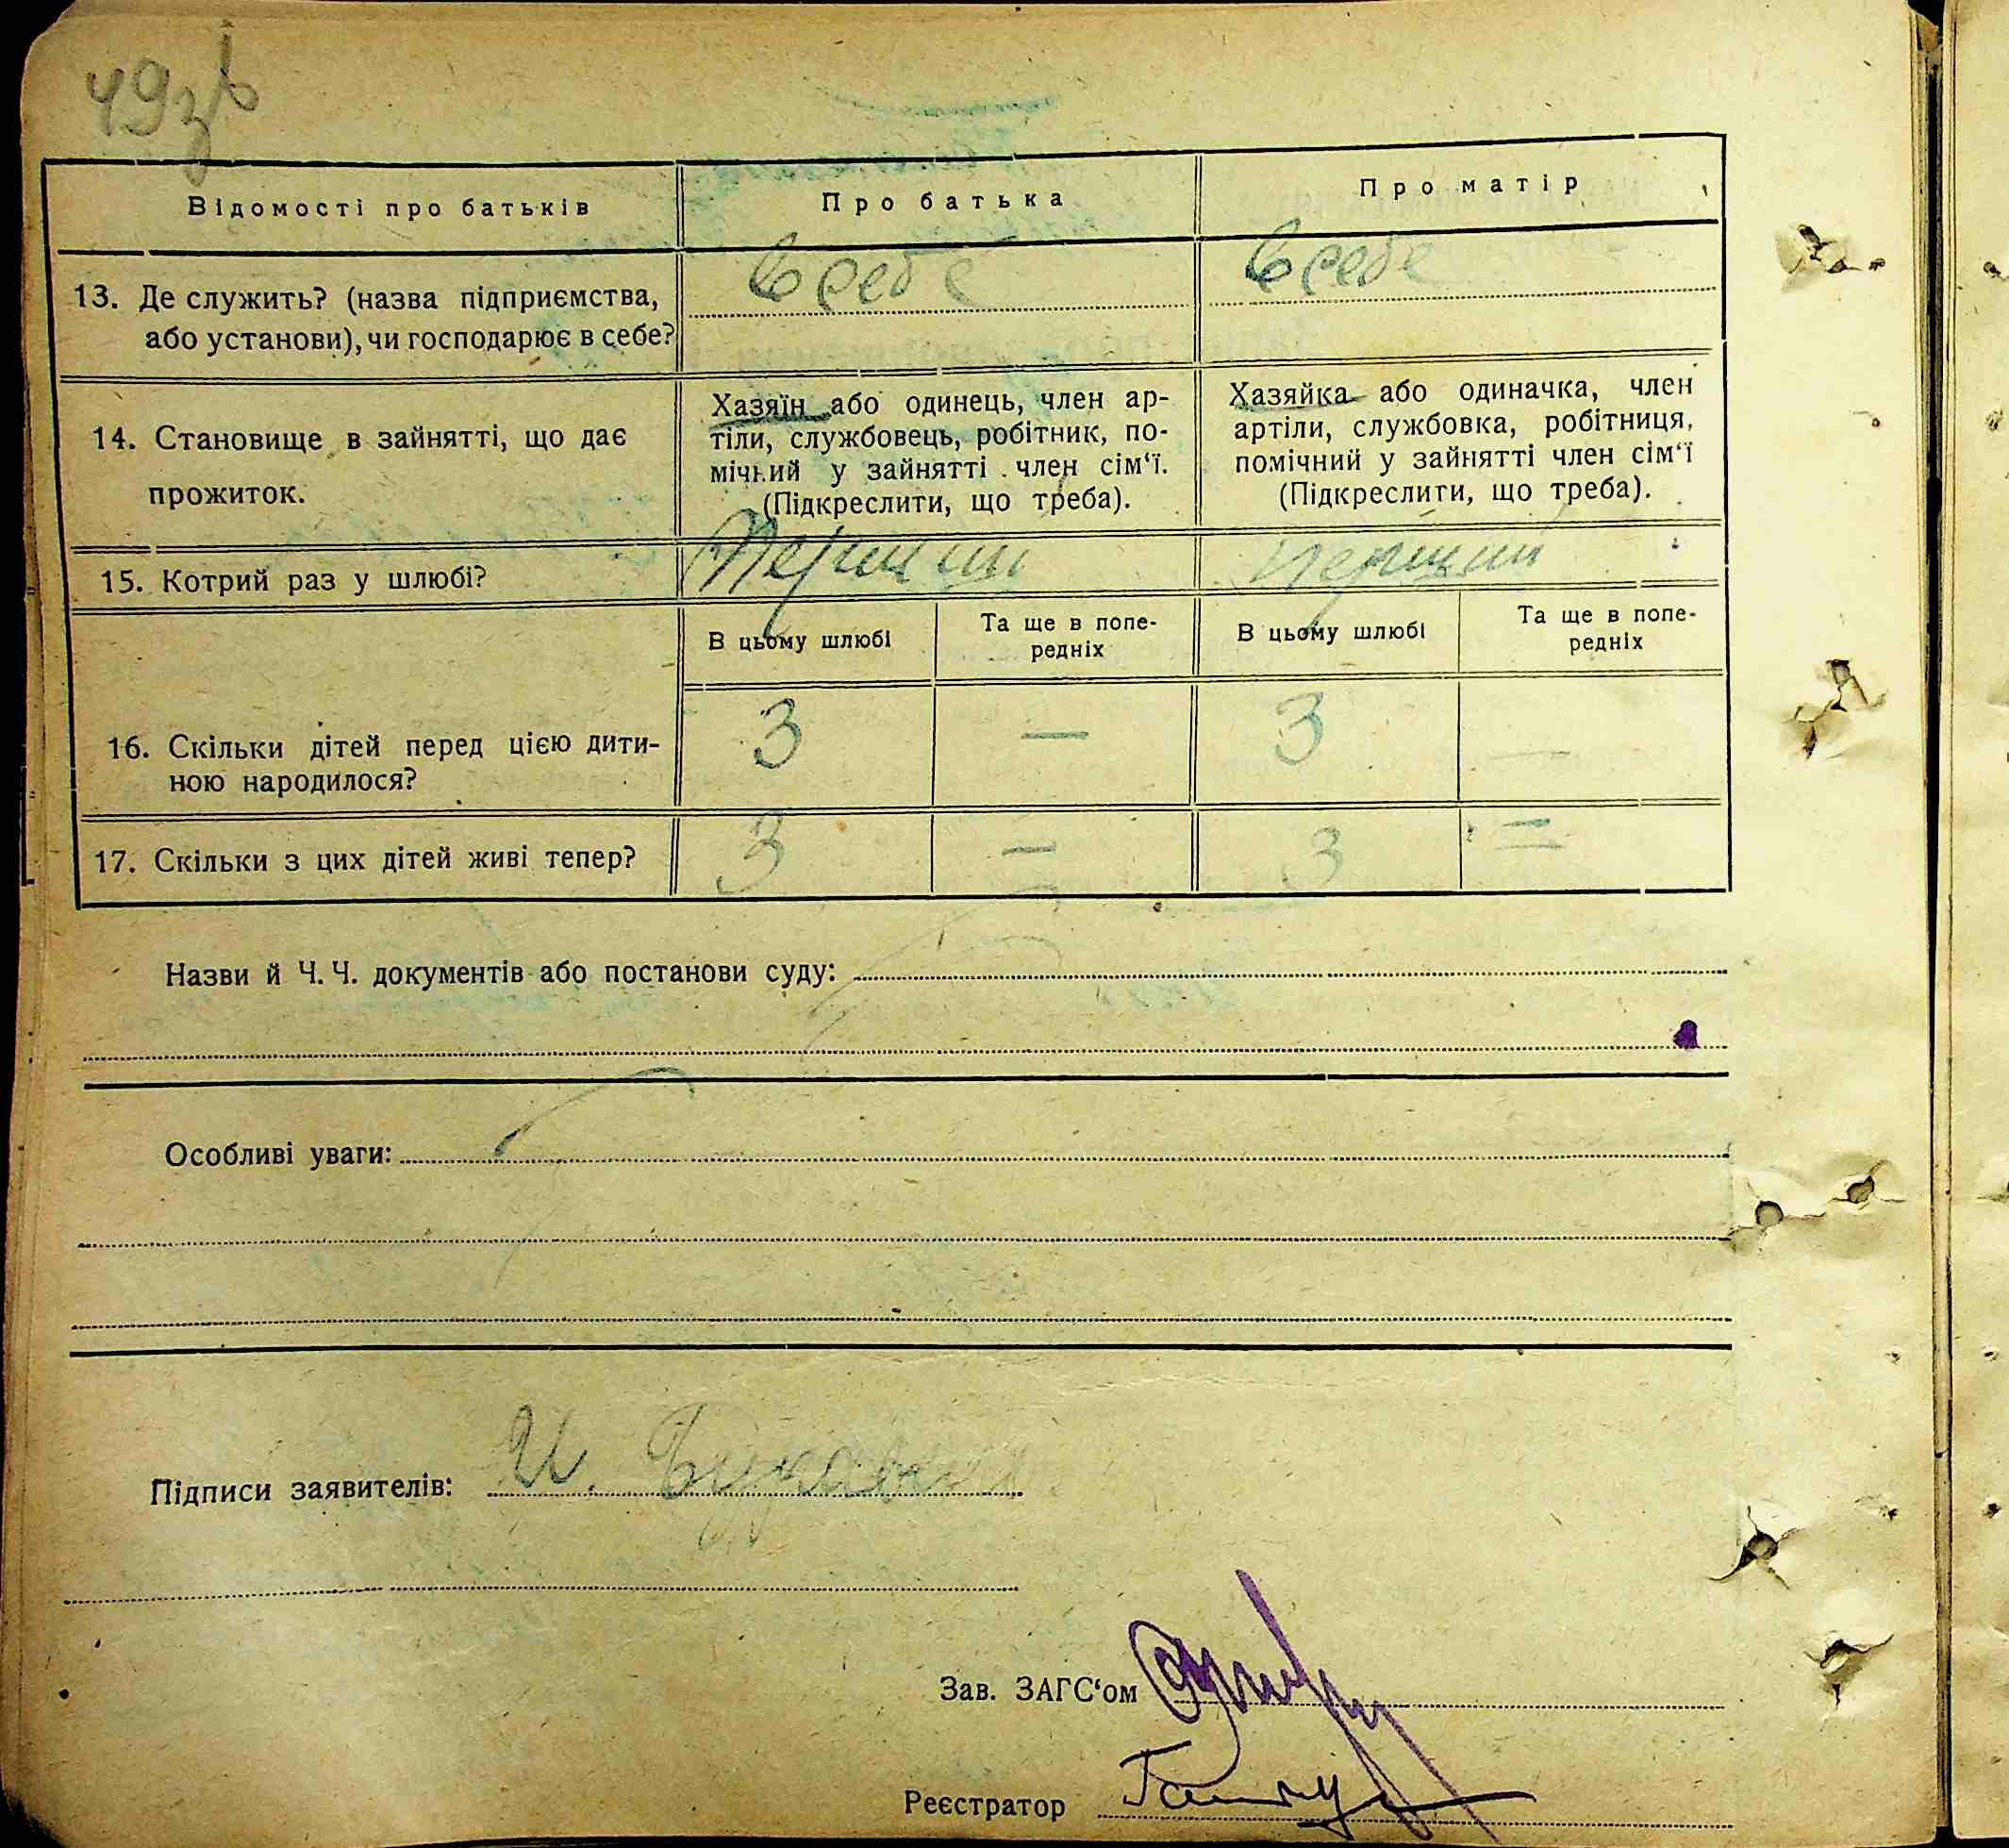 49зв
Відомості про батьків
Про батька
Про матір
13. Де служить? (назва підприємства,
або установи), чи господарює в себе?
в себе
в себе
14. Становище в зайнятті, що дає
прожиток.
Хазяїн або одинець, член ар-
тіли, службовець, робітник, по-
мічний у зайнятті член сім‘ї.
(Підкреслити, що треба).
Хазяйка або одиначка, член
артіли, службовка, робітниця,
помічний у зайнятті член сім‘ї
(Підкреслити, що треба).
15. Котрий раз у шлюбі?
Перший
перший
В цьому шлюбі
Та ще в попе-
редніх
В цьому шлюбі
Та ще в попе-
редніх
16. Скільки дітей перед цією дити-
ною народилося?
3 — 3 —
17. Скільки з цих дітей живі тепер?
3 — 3 —
Назви й Ч. Ч. документів або постанови суду:
Особливі уваги:
Підписи заявителів: И.
Зав. ЗАГС‘ом
Реєстратор